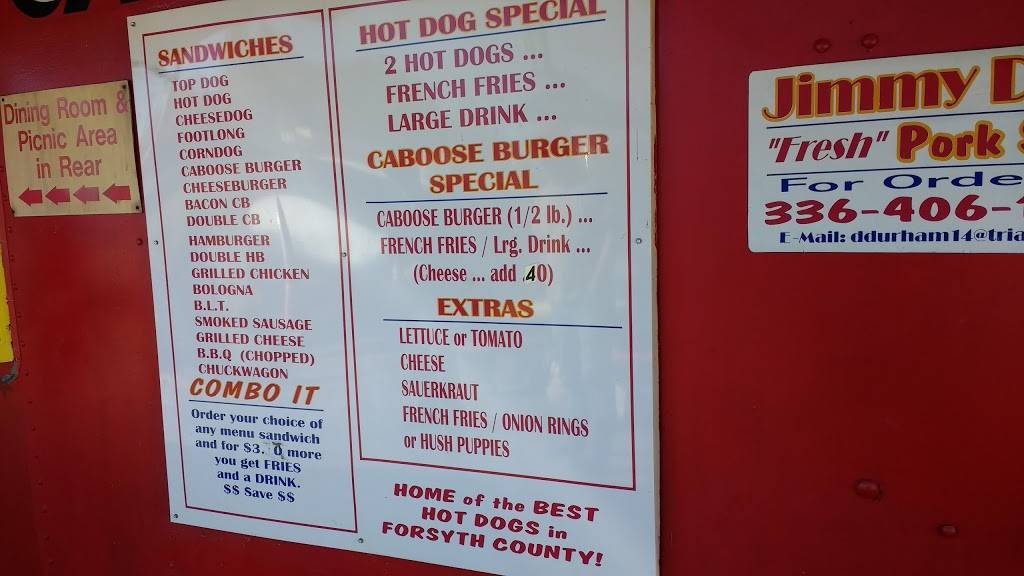 Dining Room &
Picnic Area
in Rear
SANDWICHES
TOP DOG
HOT DOG
CHEESEDOG
FOOTLONG
CORNDOG
CABOOSE BURGER
CHEESEBURGER
BACON CB
DOUBLE CB
HAMBURGER
DOUBLE HB
GRILLED CHICKEN
BOLOGNA
B.L.T.
SMOKED SAUSAGE
GRILLED CHEESE
B.B.Q (CHOPPED)
CHUCKWAGON
COMBO IT
Order your choice of
any menu sandwich
and for more
you get FRIES
and a DRINK.
$$ Save $$
HOT DOG SPECIAL
2 HOT DOGS ...
FRENCH FRIES ...
LARGE DRINK ...
CABOOSE BURGER
SPECIAL
CABOOSE BURGER (1/2 lb.) ...
FRENCH FRIES / Lrg. Drink ...
(Cheese ... add .40)
EXTRAS
LETTUCE or TOMATO
CHEESE
SAUERKRAUT
FRENCH FRIES / ONION RINGS
or HUSH PUPPIES
HOME of the BEST
HOT DOGS in
FORSYTH COUNTY!
Jimmy D
"Fresh" Pork
For Orde
336-406-
E-Mail: ddurham14@tria